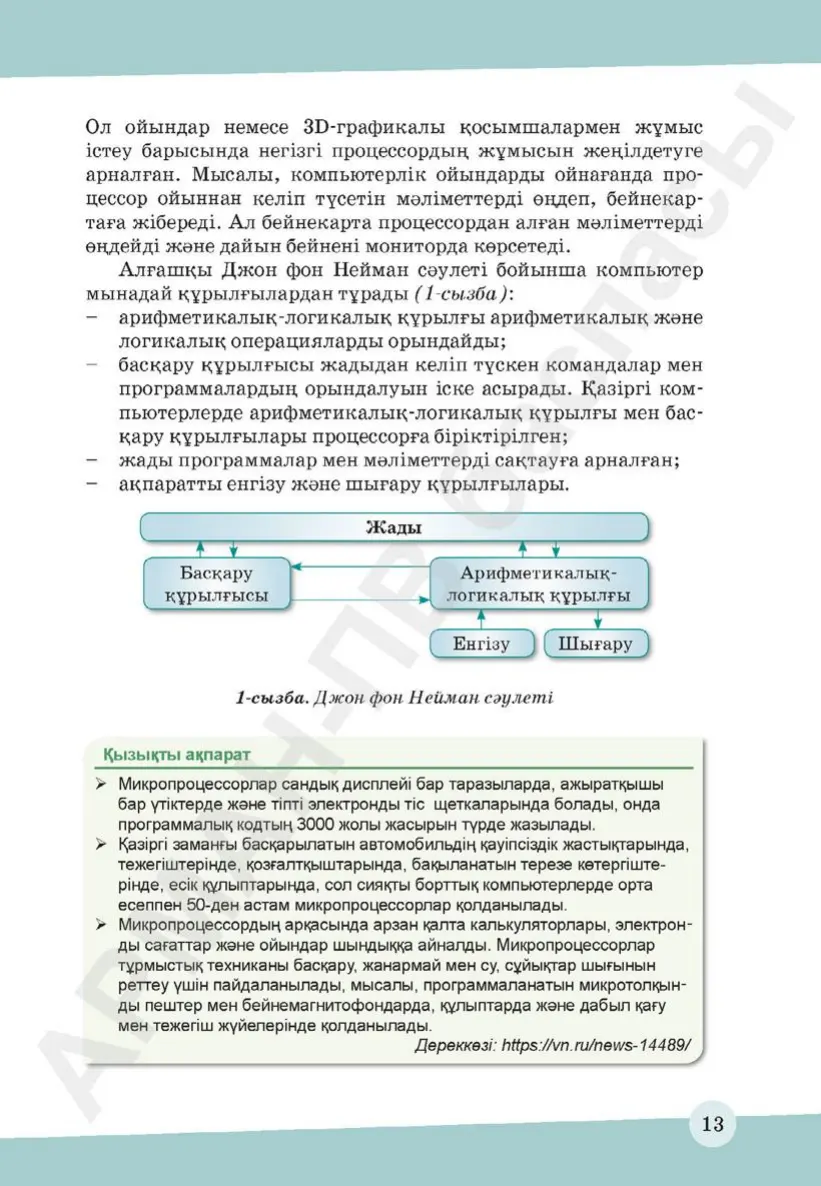 Ол ойындар немесе 3D-графикалы қосымшалармен жұмыс
істеу барысында негізгі процессордың жұмысын жеңілдетуге
арналған. Мысалы, компьютерлік ойындарды ойнағанда про-
цессор ойыннан келіп түсетін мәліметтерді өңдеп, бейнекар-
таға жібереді. Ал бейнекарта процессордан алған мәліметтерді
өңдейді және дайын бейнені мониторда көрсетеді.
Алғашқы Джон фон Нейман сәулеті бойынша компьютер
мынадай құрылғылардан тұрады (1-сызба):
– арифметикалық-логикалық құрылғы арифметикалық және
логикалық операцияларды орындайды;
– басқару құрылғысы жадыдан келіп түскен командалар мен
программалардың орындалуын іске асырады. Қазіргі ком-
пьютерлерде арифметикалық-логикалық құрылғы мен бас-
қару құрылғылары процессорға біріктірілген;
– жады программалар мен мәліметтерді сақтауға арналған;
– ақпаратты енгізу және шығару құрылғылары.
Жады
Басқару
құрылғысы
Арифметикалық-
логикалық құрылғы
Енгізу
Шығару
1-сызба. Джон фон Нейман сәулеті
Қызықты ақпарат
➢ Микропроцессорлар сандық дисплейі бар таразыларда, ажыратқышы
бар үтіктерде және тіпті электронды тіс щеткаларында болады, онда
программалық кодтың 3000 жолы жасырын түрде жазылады.
➢ Қазіргі заманғы басқарылатын автомобильдің қауіпсіздік жастықтарында,
тежегіштерінде, қозғалтқыштарында, бақыланатын терезе көтергіште-
рінде, есік құлыптарында, сол сияқты борттық компьютерлерде орта
есеппен 50-ден астам микропроцессорлар қолданылады.
➢ Микропроцессордың арқасында арзан қалта калькуляторлары, электрон-
ды сағаттар және ойындар шындыққа айналды. Микропроцессорлар
тұрмыстық техниканы басқару, жанармай мен су, сұйықтар шығынын
реттеу үшін пайдаланылады, мысалы, программаланатын микротолқын-
ды пештер мен бейнемагнитофондарда, құлыптарда және дабыл қағу
мен тежегіш жүйелерінде қолданылады.
Дереккөзі: https://vn.ru/news-14489/
13
АРМАН-ПВ баспасы